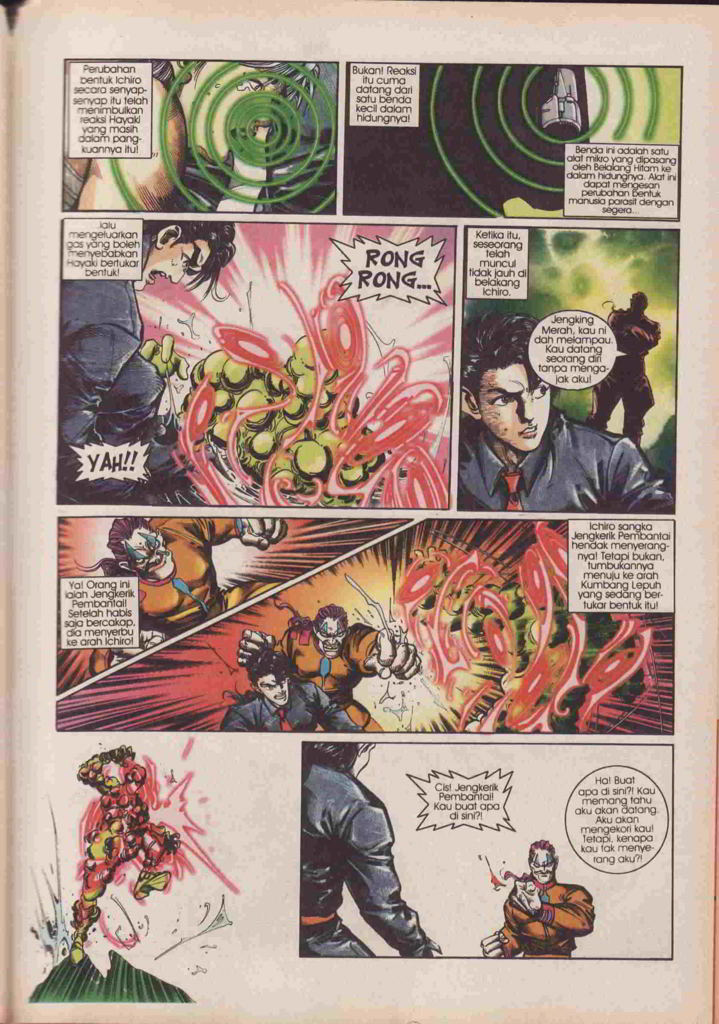 Perubahan
bentuk Ichiro
secara senyap-
senyap itu telah
menimbulkan
reaksi Hayaki
yang masih
dalam pang-
kuannya itu!
Bukan! Reaksi
itu cuma
datang dari
satu benda
kecil dalam
hidungnya!
Benda ini adalah satu
alat mikro yang dipasang
oleh Belalang Hitam ke
dalam hidungnya. Alat ini
dapat mengesan
perubahan bentuk
manusia parasit dengan
segera...
...lalu
mengeluarkan
gas yang boleh
menyebabkan
Hayaki bertukar
bentuk!
RONG
RONG...
YAH!!
Ketika itu,
seseorang
telah
muncul
tidak jauh di
belakang
Ichiro.
Jengking
Merah, kau ni
dah melampau.
Kau datang
seorang diri
tanpa menga-
jak aku!
Ya! Orang ini
ialah Jengkerik
Pembantai!
Setelah habis
saja bercakap,
dia menyerbu
ke arah Ichiro!
Ichiro sangka
Jengkerik Pembantai
hendak menyerang-
nya! Tetapi bukan,
tumbukannya
menuju ke arah
Kumbang Lepuh
yang sedang ber-
tukar bentuk itu!
Cis! Jengkerik
Pembantai!
Kau buat apa
di sini?!
Ha! Buat
apa di sini?! Kau
memang tahu
aku akan datang.
Aku akan
mengekori kau!
Tetapi, kenapa
kau tak menye-
rang aku?!